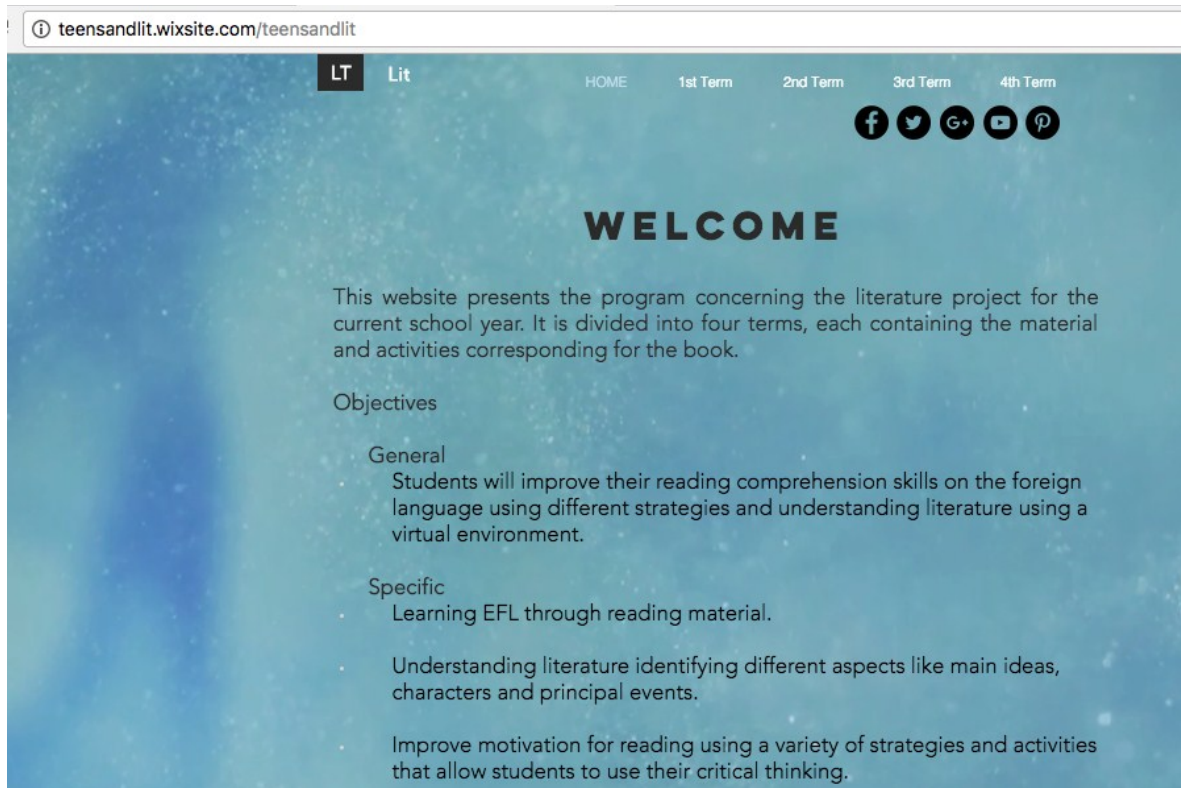 teensandlit.wixsite.com/teensandlit
LT Lit HOME 1st Term 2nd Term 3rd Term 4th Term
WELCOME
This website presents the program concerning the literature project for the
current school year. It is divided into four terms, each containing the material
and activities corresponding for the book.
Objectives
General
Students will improve their reading comprehension skills on the foreign
language using different strategies and understanding literature using a
virtual environment.
Specific
Learning EFL through reading material.
Understanding literature identifying different aspects like main ideas,
characters and principal events.
Improve motivation for reading using a variety of strategies and activities
that allow students to use their critical thinking.